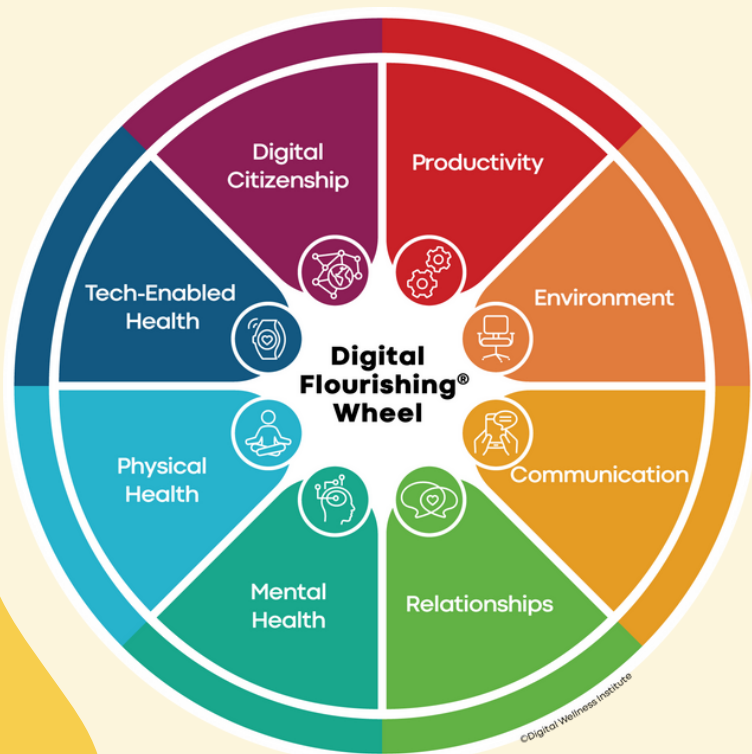 Digital
Citizenship
Productivity
Tech-Enabled
Health
Environment
Digital
Flourishing®
Wheel
Physical
Health
Communication
Mental
Health
Relationships
©Digital Wellness Institute